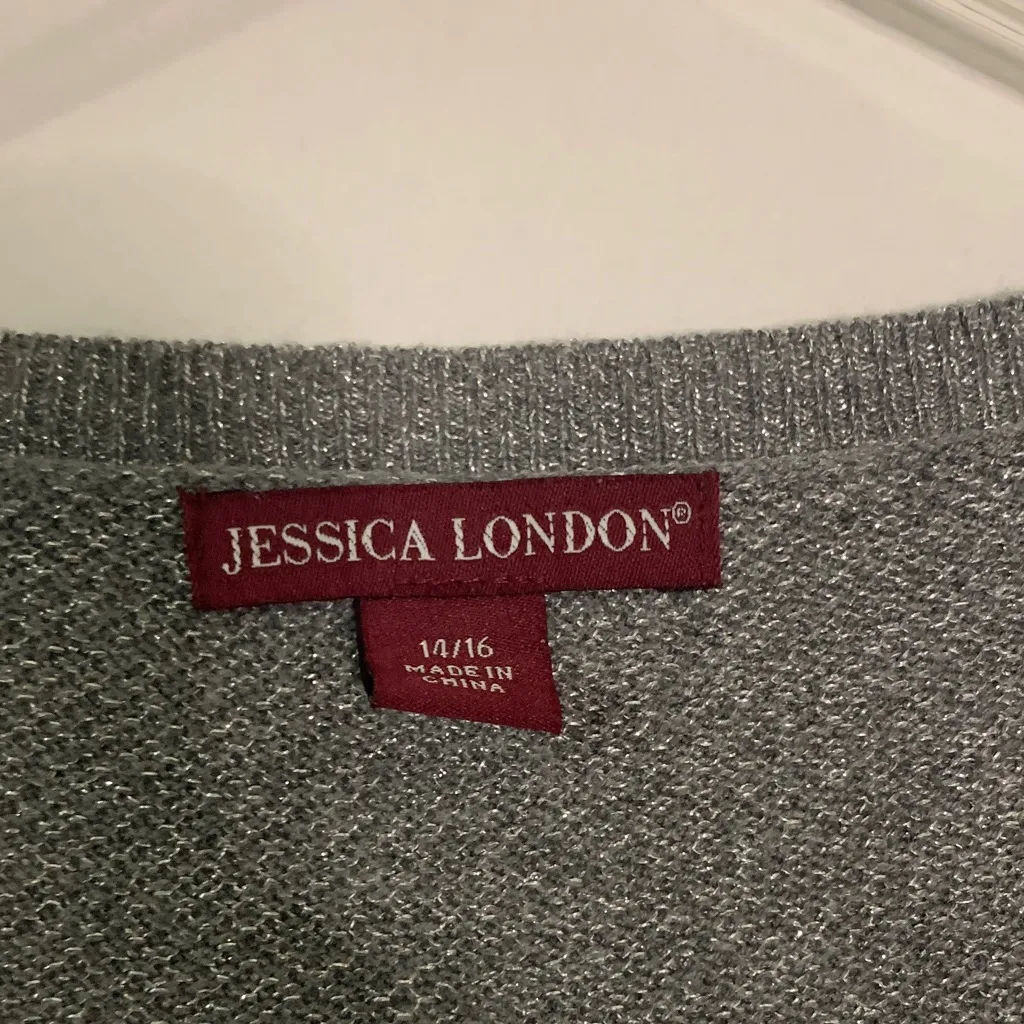 JESSICA LONDON®
14/16
MADE IN
CHINA